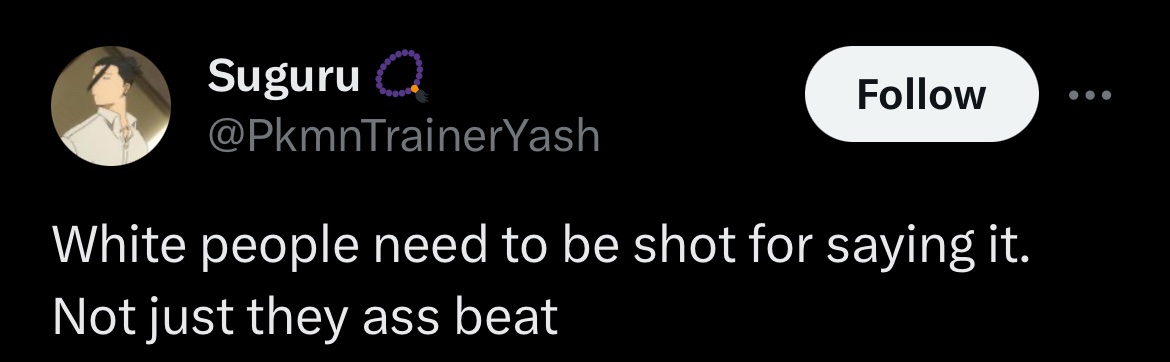 Suguru 📿
@PkmnTrainerYash
Follow
White people need to be shot for saying it.
Not just they ass beat